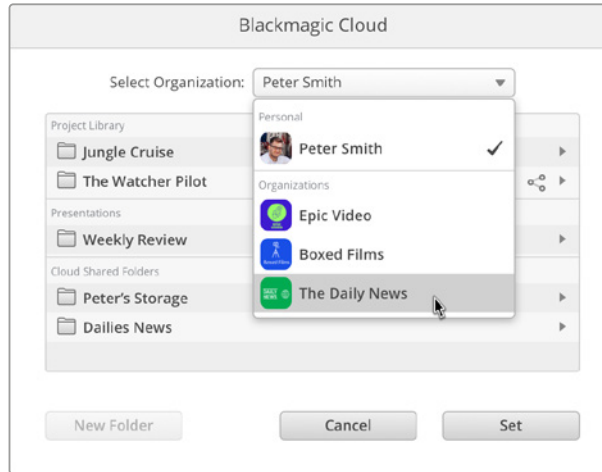 Blackmagic Cloud
Select Organization: Peter Smith
Personal
Peter Smith
Organizations
Epic Video
Boxed Films
The Daily News
Project Library
Jungle Cruise
The Watcher Pilot
Presentations
Weekly Review
Cloud Shared Folders
Peter's Storage
Dailies News
New Folder
Cancel
Set